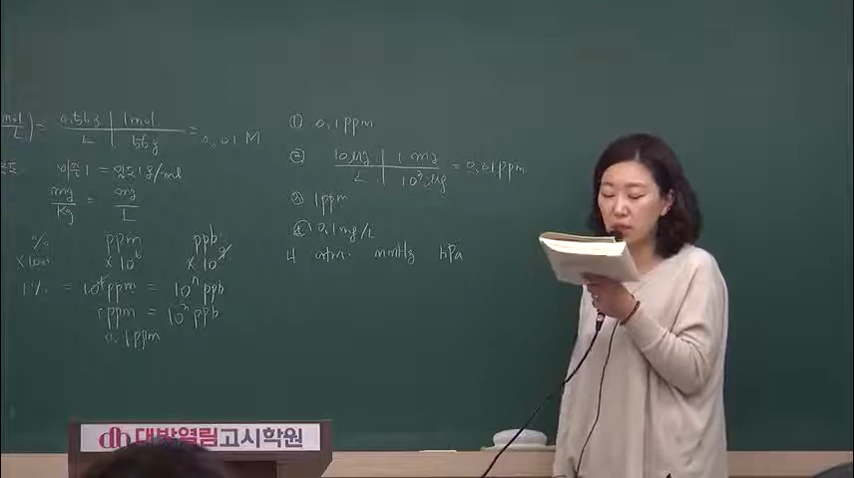 mol/L) = 0.56g/L | 1mol/56g = 0.01 M
비중 1 = 밀도 1g/ml
mg/Kg = mg/L
% ppm ppb
×100 ×10⁶ ×10⁹
1% = 10⁴ppm = 10⁷ppb
1ppm = 10³ppb
0.1ppm
① 0.1ppm
② 10μg/L | 1mg/10³μg = 0.01ppm
③ 1ppm
④ 0.1mg/L
4 atm mmHg hPa
대방열림고시학원